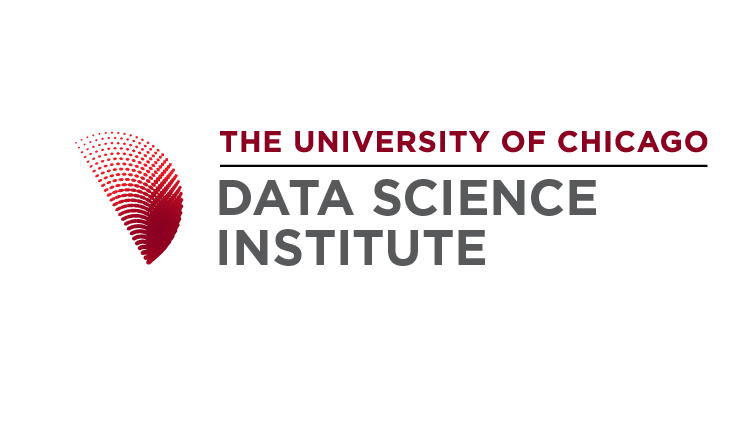 THE UNIVERSITY OF CHICAGO
DATA SCIENCE
INSTITUTE